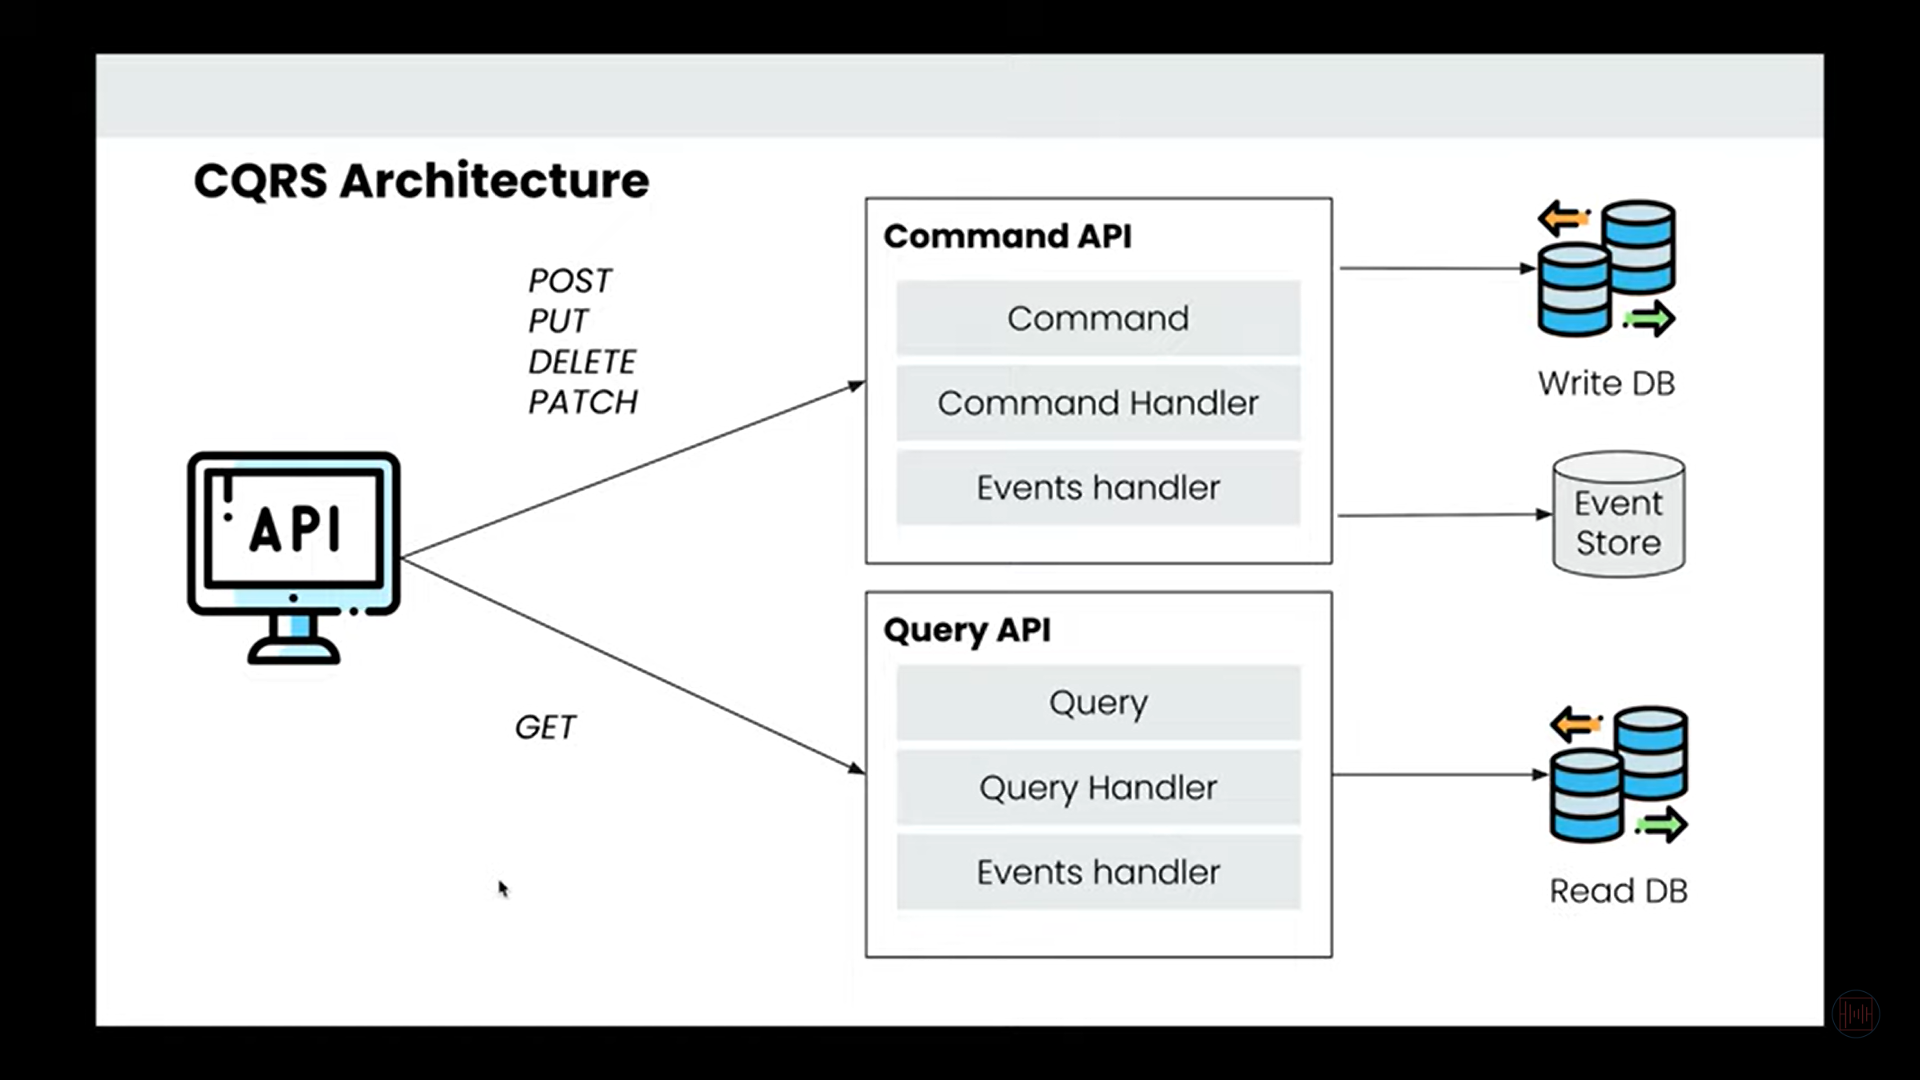 CQRS Architecture
POST
PUT
DELETE
PATCH
API
GET
Command API
Command
Command Handler
Events handler
Query API
Query
Query Handler
Events handler
Write DB
Event
Store
Read DB